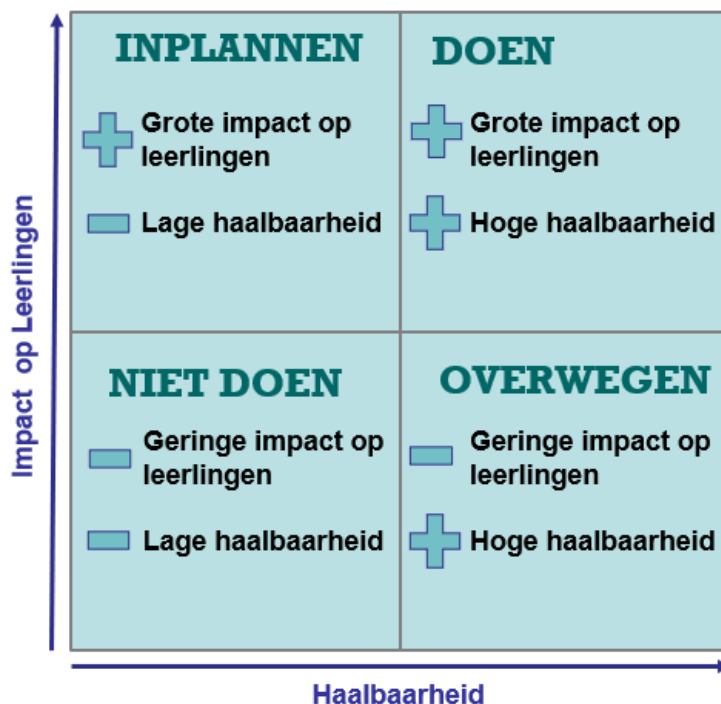 INPLANNEN
Grote impact op
leerlingen
Lage haalbaarheid
DOEN
Grote impact op
leerlingen
Hoge haalbaarheid
NIET DOEN
Geringe impact op
leerlingen
Lage haalbaarheid
OVERWEGEN
Geringe impact op
leerlingen
Hoge haalbaarheid
Impact op Leerlingen
Haalbaarheid